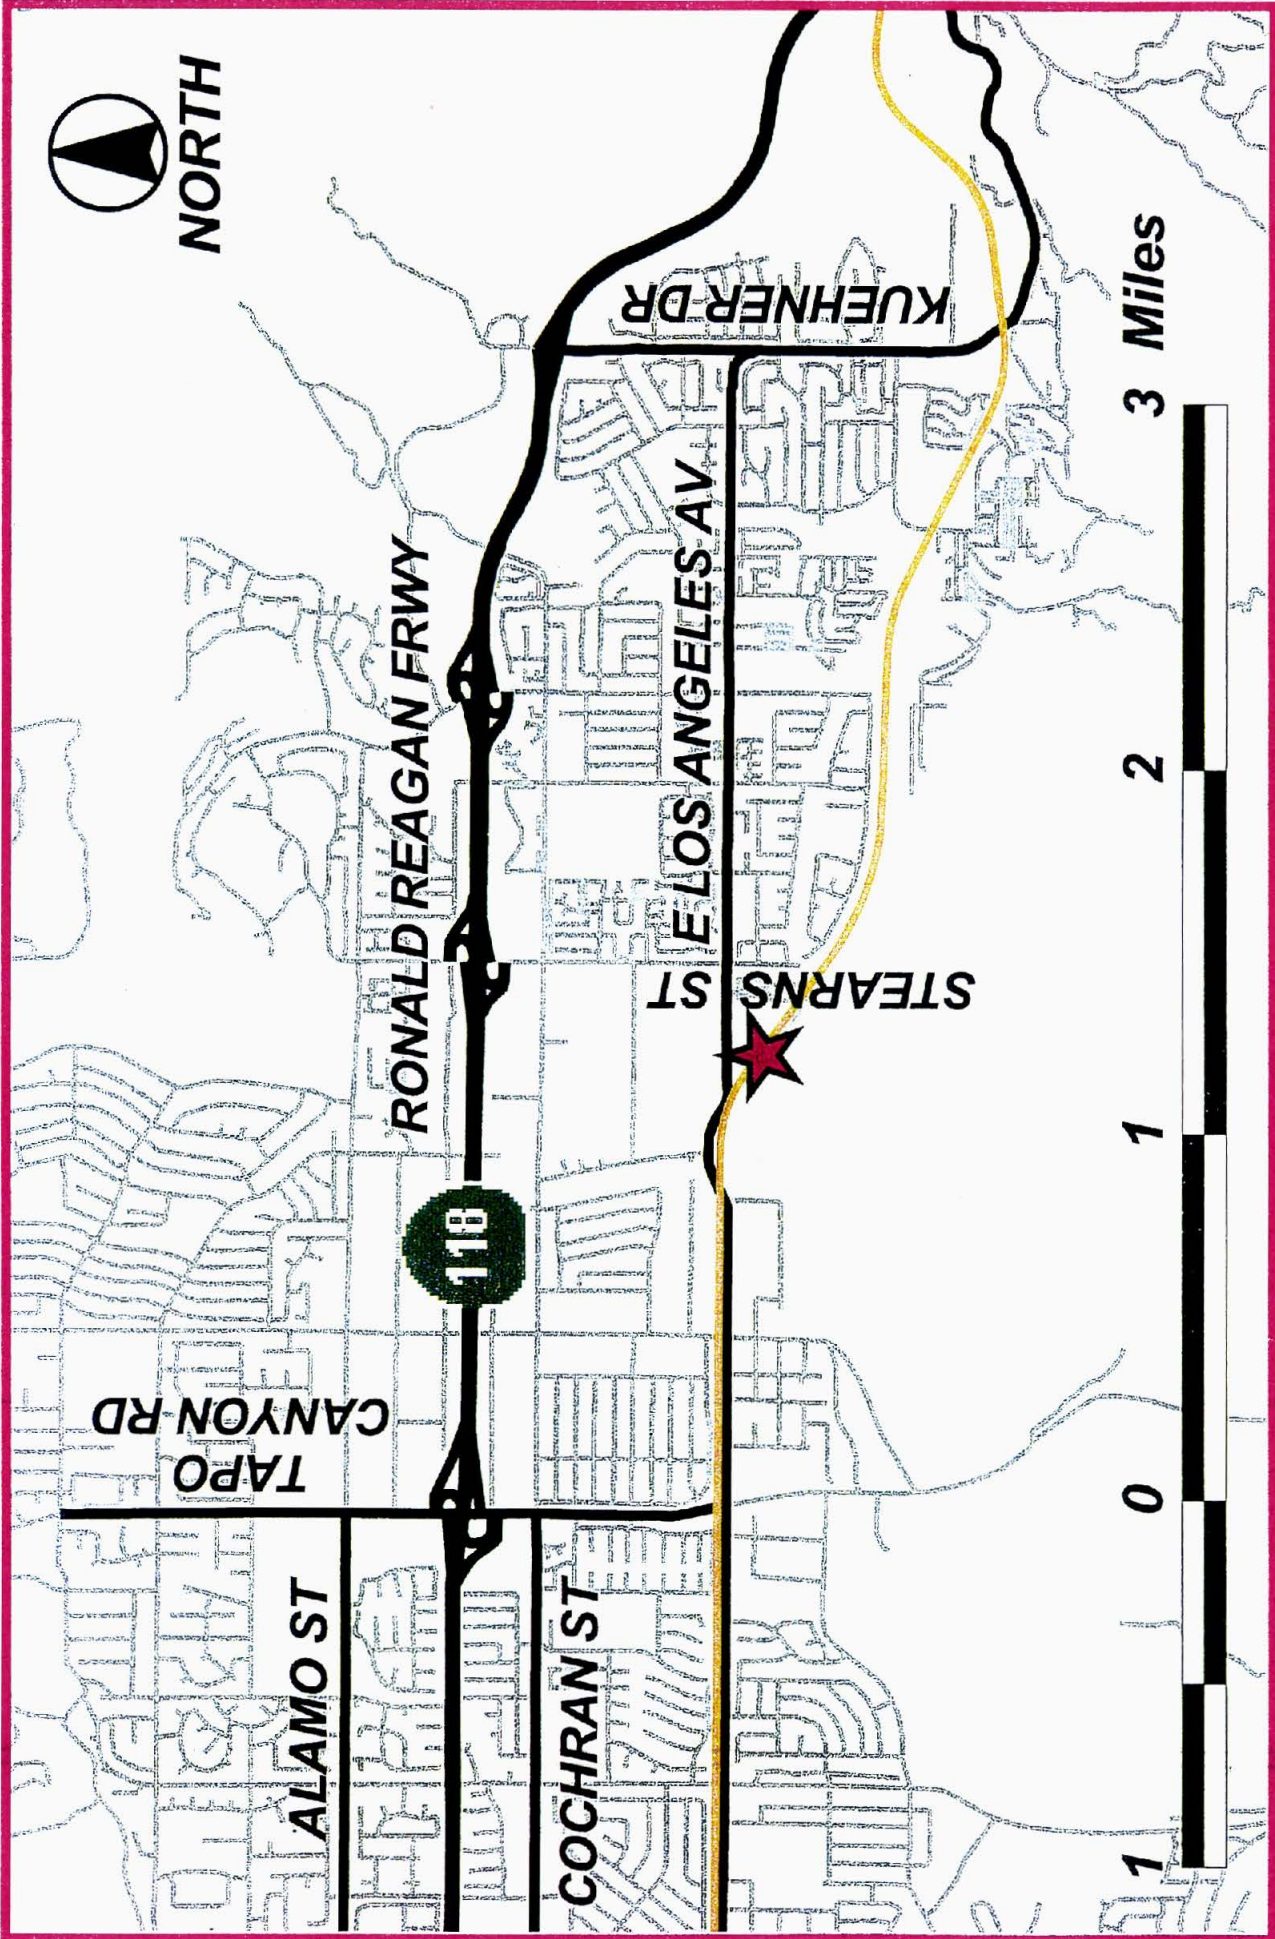 NORTH
TAPO
CANYON RD
ALAMO ST
RONALD REAGAN FRWY
118
COCHRAN ST
KUEHNER DR
E LOS ANGELES AV
STEARNS ST
1 0 1 2 3 Miles